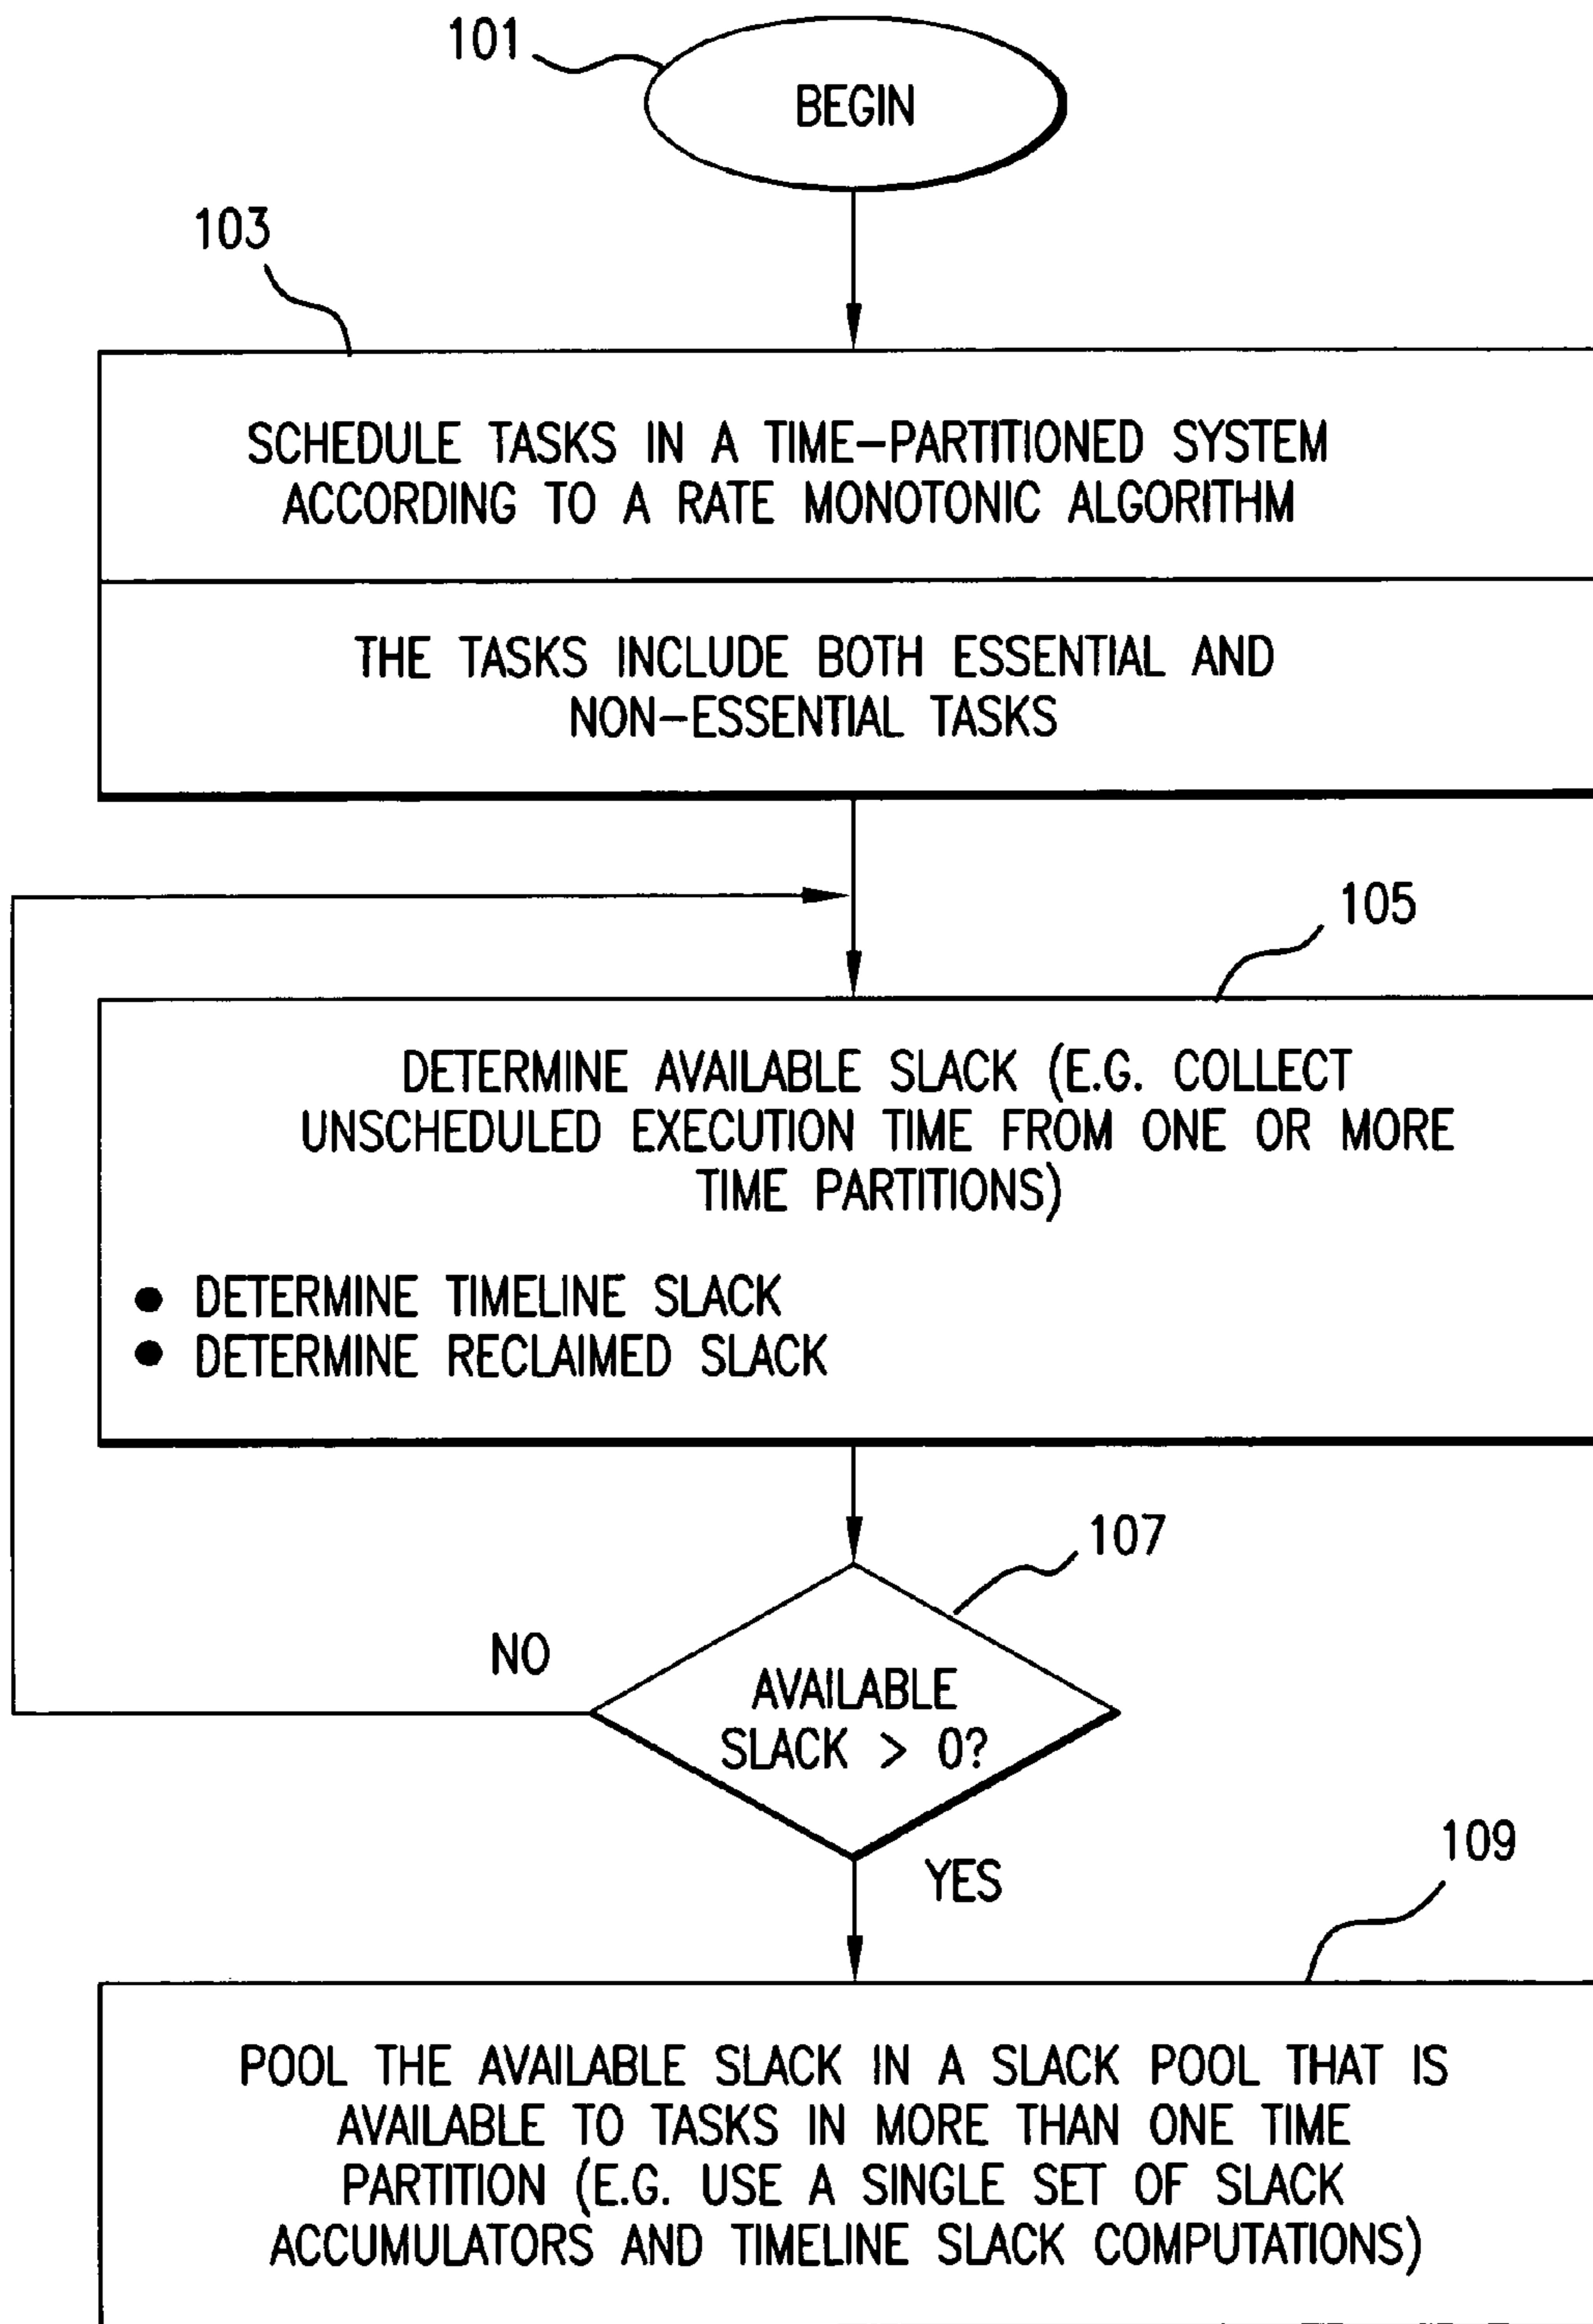 101
BEGIN
103
SCHEDULE TASKS IN A TIME-PARTITIONED SYSTEM
ACCORDING TO A RATE MONOTONIC ALGORITHM
THE TASKS INCLUDE BOTH ESSENTIAL AND
NON-ESSENTIAL TASKS
105
DETERMINE AVAILABLE SLACK (E.G. COLLECT
UNSCHEDULED EXECUTION TIME FROM ONE OR MORE
TIME PARTITIONS)
● DETERMINE TIMELINE SLACK
● DETERMINE RECLAIMED SLACK
107
NO
AVAILABLE
SLACK > 0?
YES
109
POOL THE AVAILABLE SLACK IN A SLACK POOL THAT IS
AVAILABLE TO TASKS IN MORE THAN ONE TIME
PARTITION (E.G. USE A SINGLE SET OF SLACK
ACCUMULATORS AND TIMELINE SLACK COMPUTATIONS)